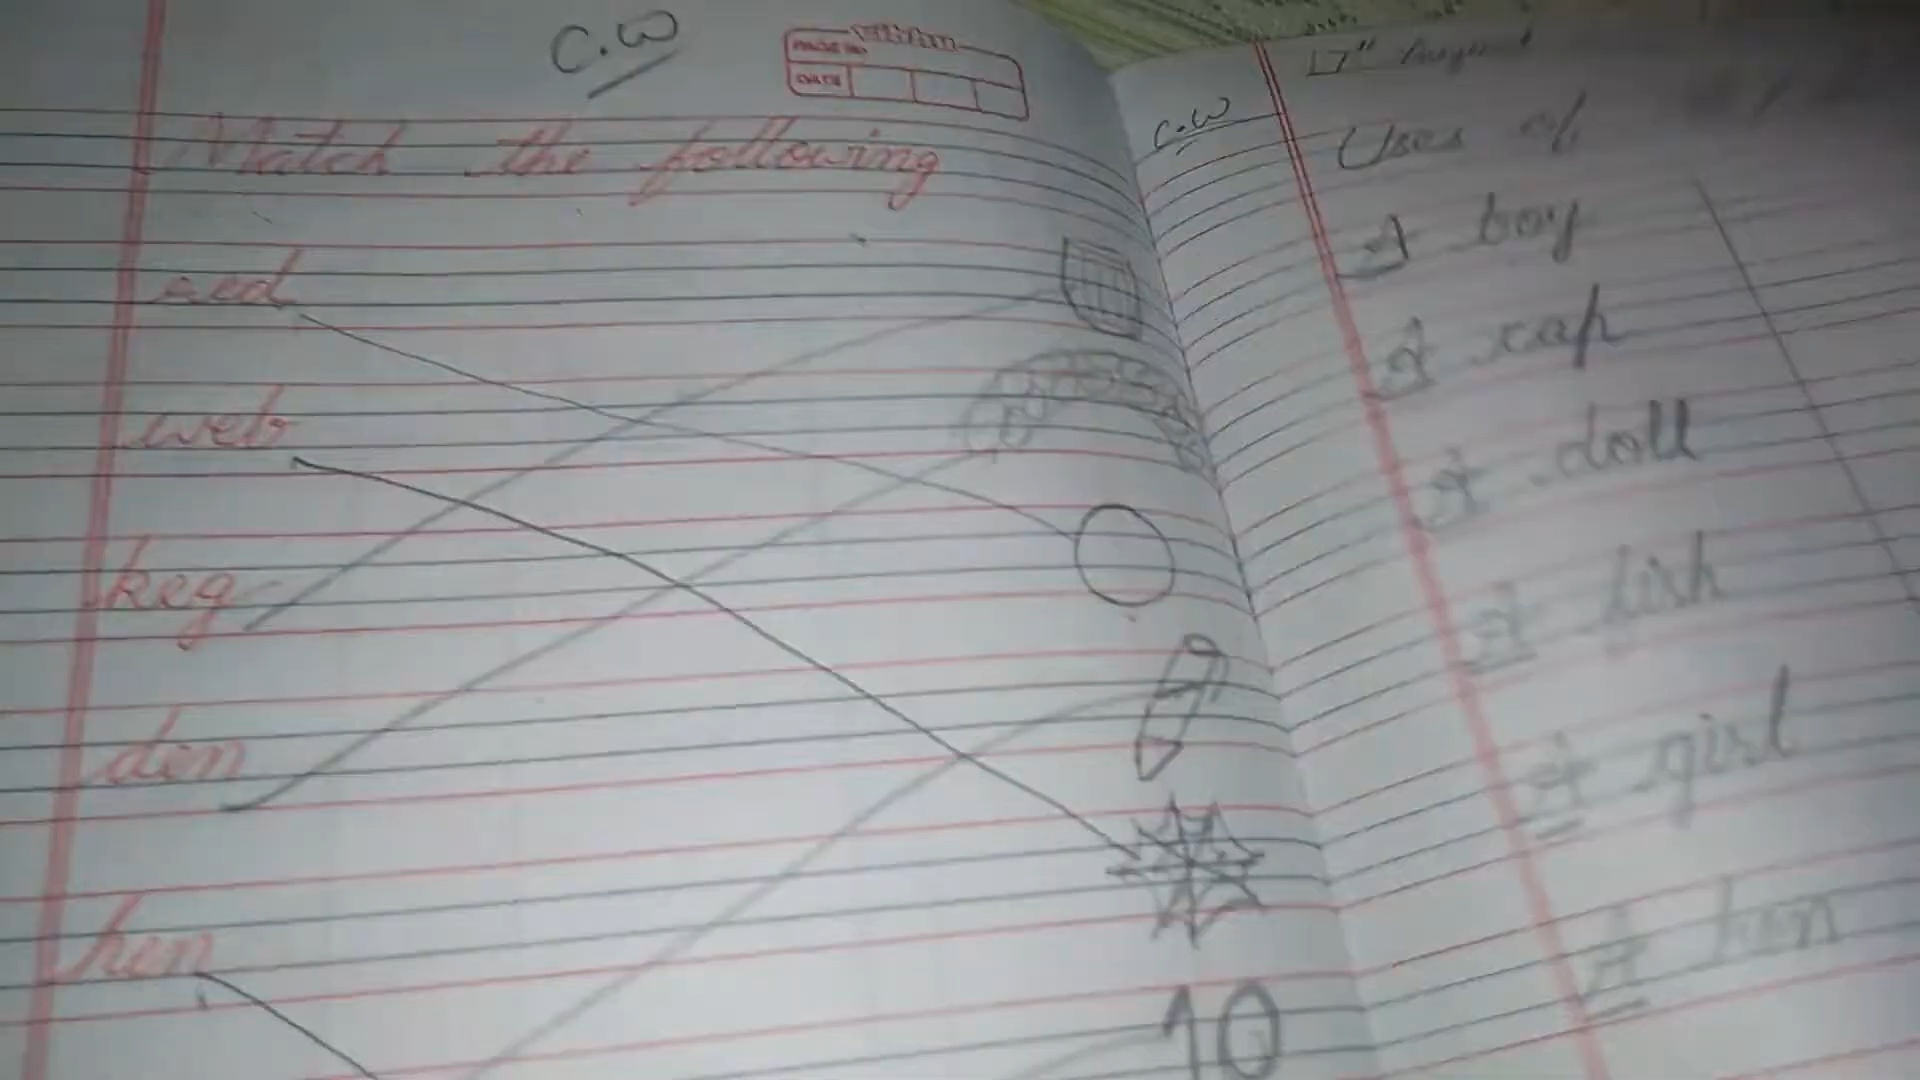 C.W
PAGE NO.
DATE
Match the following
red
web
keg
den
hen
10
17th August
C.W
Uses of
A boy
A cap
A doll
A fish
A girl
A hen